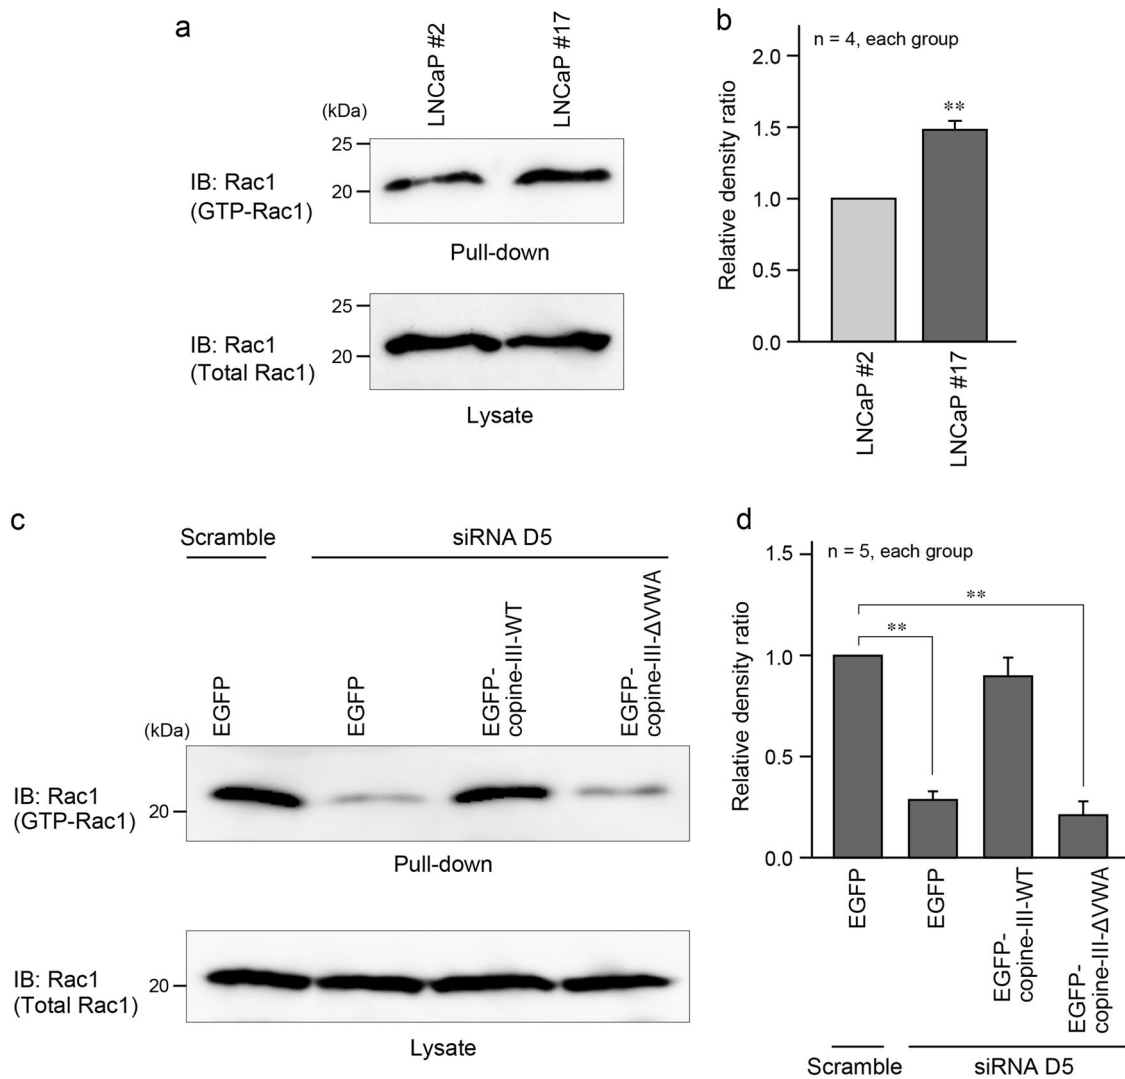 a
LNCaP #2
LNCaP #17
(kDa)
25
20
IB: Rac1
(GTP-Rac1)
Pull-down
25
20
IB: Rac1
(Total Rac1)
Lysate
b
n = 4, each group
Relative density ratio
2.0
1.5
1.0
0.5
0.0
**
LNCaP #2
LNCaP #17
c
Scramble
siRNA D5
EGFP
EGFP
EGFP-
copine-III-WT
EGFP-
copine-III-ΔVWA
(kDa)
IB: Rac1
(GTP-Rac1)
20
Pull-down
IB: Rac1
(Total Rac1)
20
Lysate
d
n = 5, each group
Relative density ratio
1.5
1.0
0.5
0.0
**
**
EGFP
EGFP
EGFP-
copine-III-WT
EGFP-
copine-III-ΔVWA
Scramble
siRNA D5